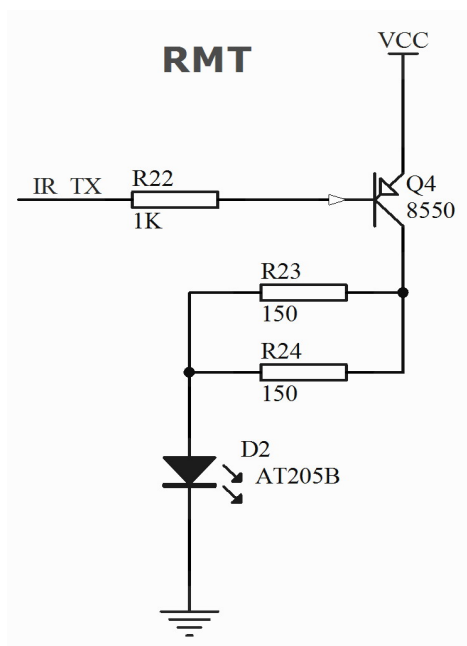 RMT
VCC
IR TX
R22
1K
Q4
8550
R23
150
R24
150
D2
AT205B